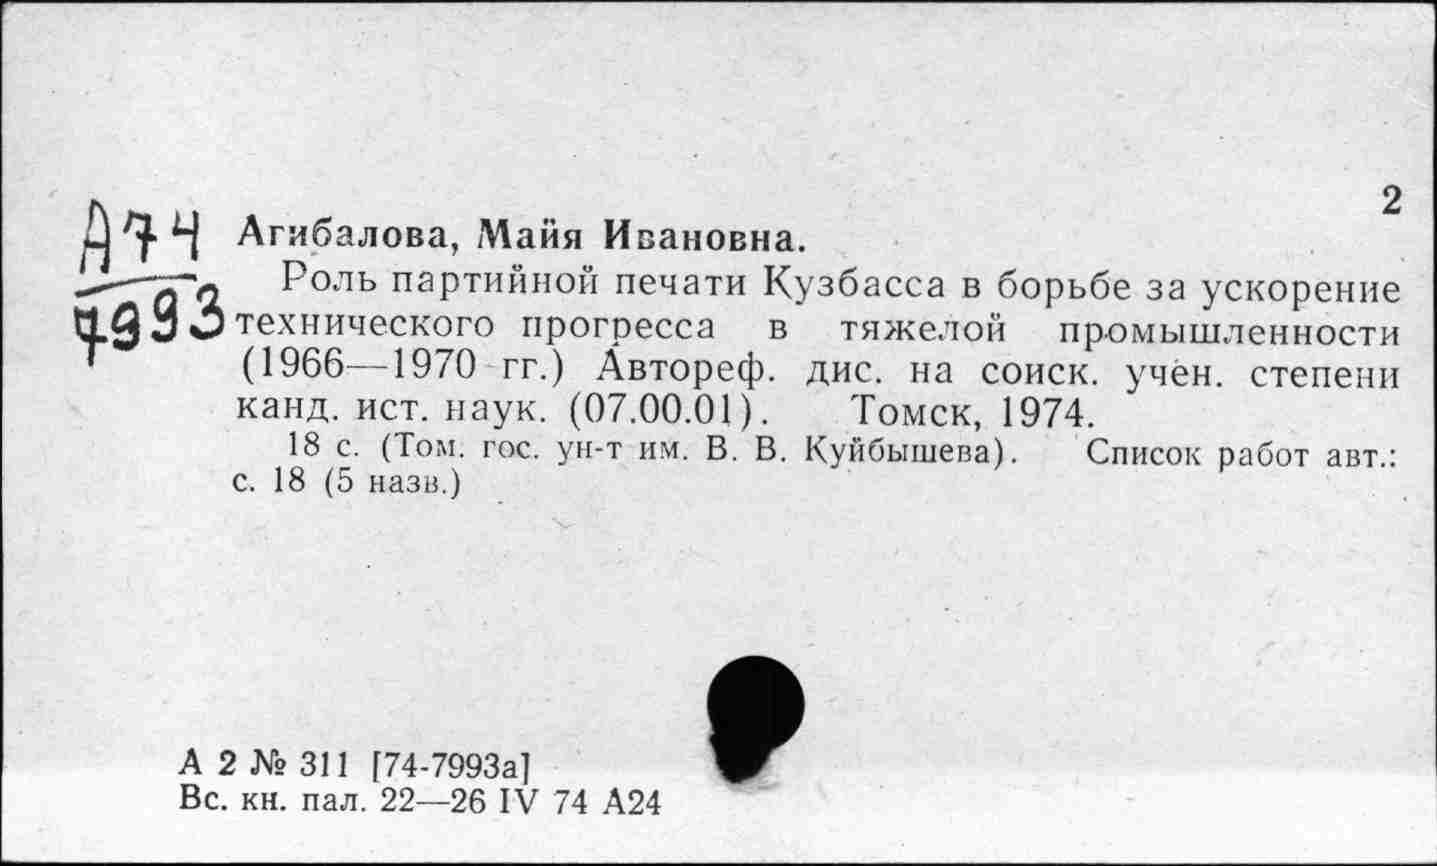 2
А74
7993
Агибалова, Майя Ивановна.
Роль партийной печати Кузбасса в борьбе за ускорение
технического прогресса в тяжелой промышленности
(1966—1970 гг.) Автореф. дис. на соиск. учен. степени
канд. ист. наук. (07.00.01). Томск, 1974.
18 с. (Том. гос. ун-т им. В. В. Куйбышева). Список работ авт.:
с. 18 (5 назв.)
А 2 № 311 [74-7993а]
Вс. кн. пал. 22—26 IV 74 А24